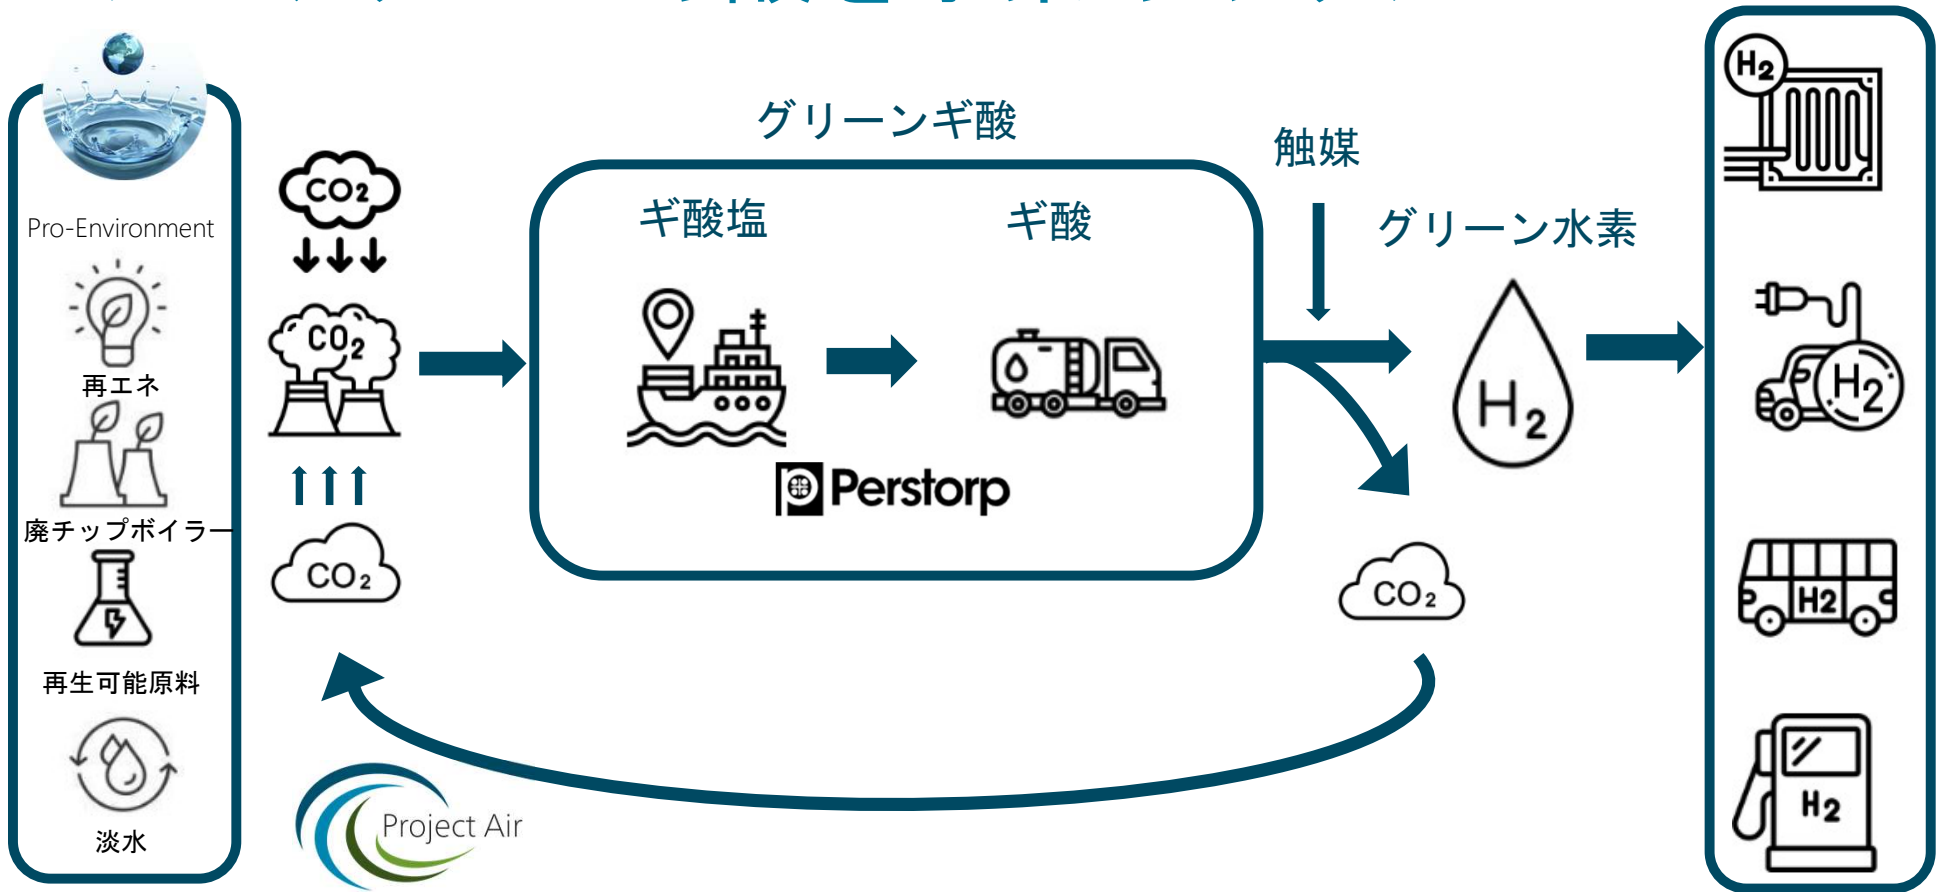 Pro-Environment
再エネ
廃チップボイラー
再生可能原料
淡水
CO2
CO2
CO2
Project Air
グリーンギ酸
ギ酸塩
ギ酸
Perstorp
触媒
グリーン水素
H2
CO2
H2
H2
H2
H2